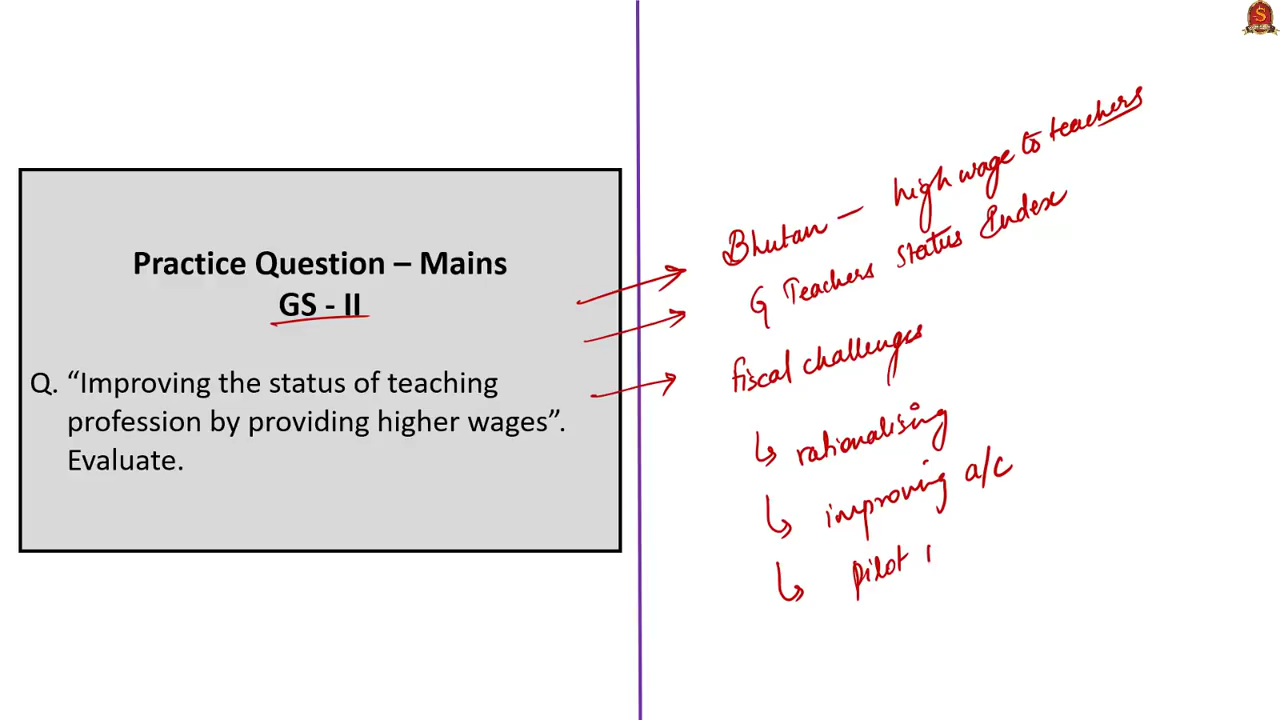 Practice Question – Mains
GS - II
Q. “Improving the status of teaching
profession by providing higher wages”.
Evaluate.
Bhutan – high wage to teachers
G Teachers Status Index
fiscal challenges
rationalising
improving a/c
pilot